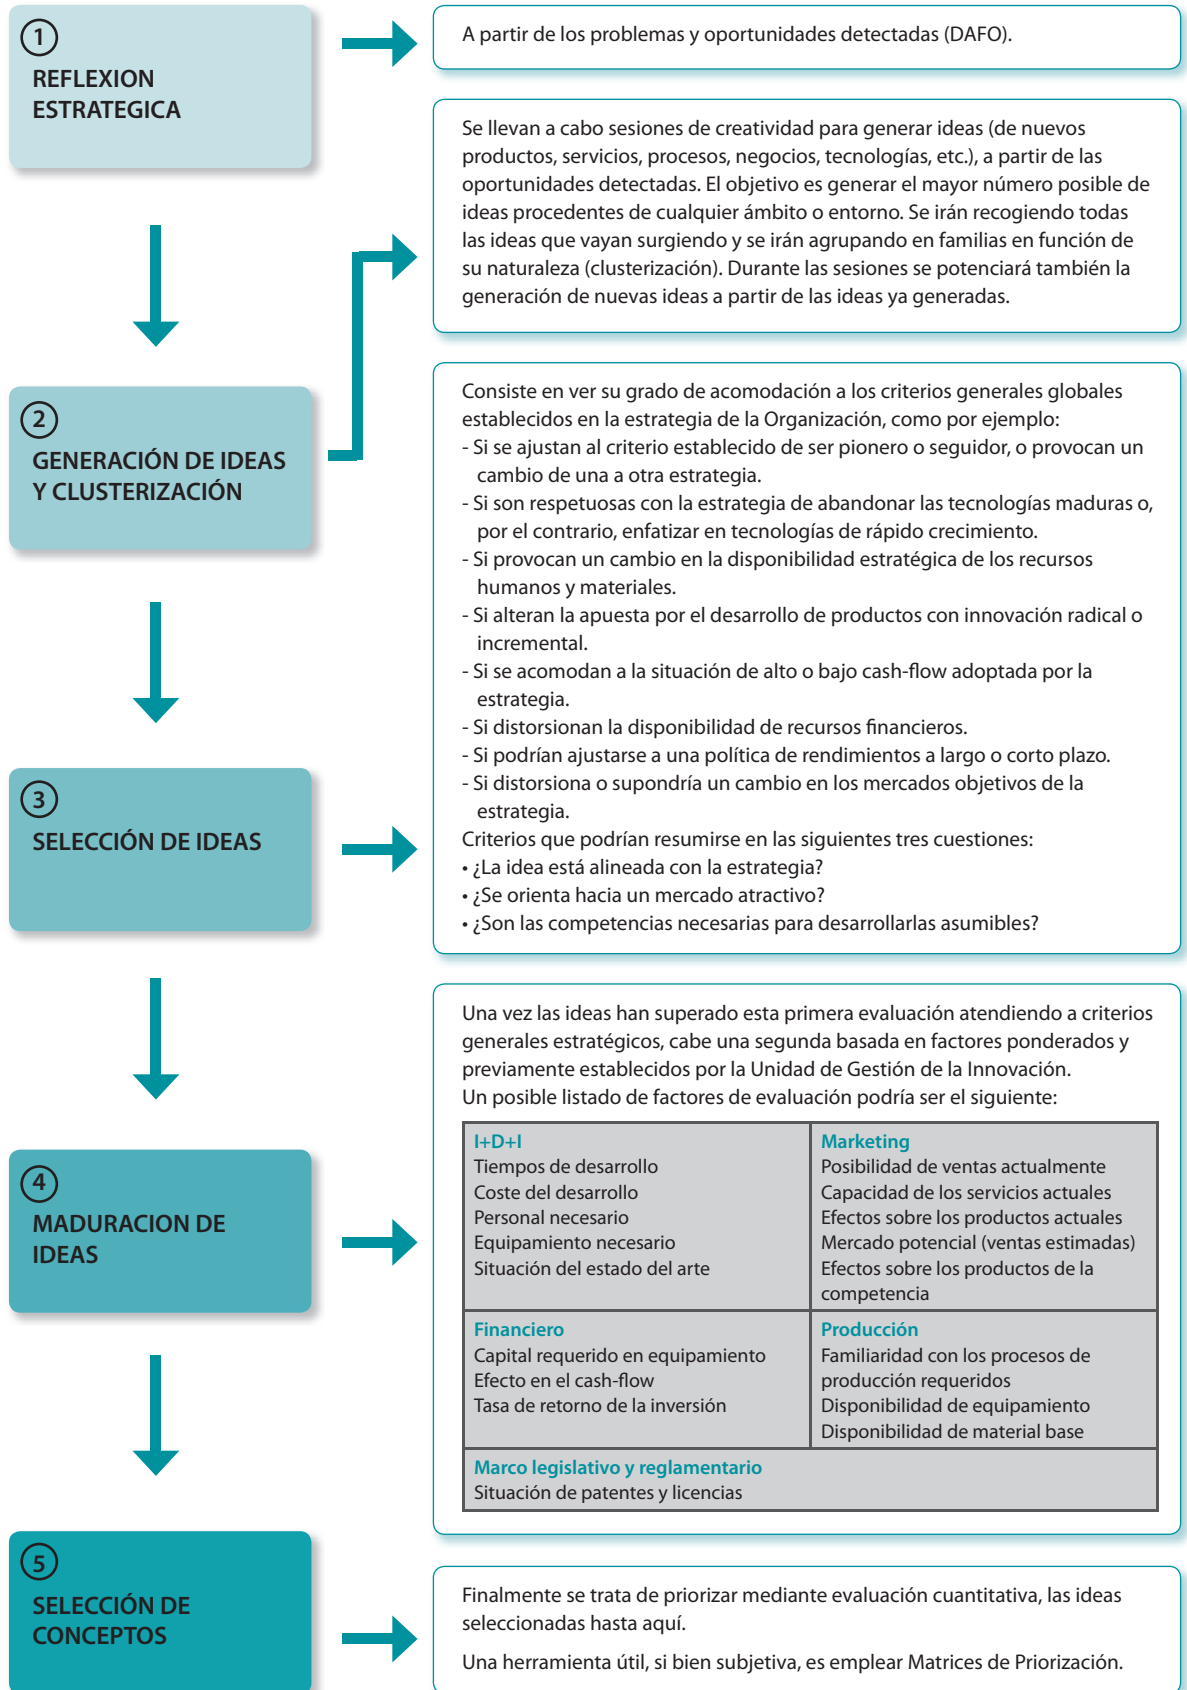 1
REFLEXION
ESTRATEGICA
A partir de los problemas y oportunidades detectadas (DAFO).
2
GENERACIÓN DE IDEAS
Y CLUSTERIZACIÓN
Se llevan a cabo sesiones de creatividad para generar ideas (de nuevos
productos, servicios, procesos, negocios, tecnologías, etc.), a partir de las
oportunidades detectadas. El objetivo es generar el mayor número posible de
ideas procedentes de cualquier ámbito o entorno. Se irán recogiendo todas
las ideas que vayan surgiendo y se irán agrupando en familias en función de
su naturaleza (clusterización). Durante las sesiones se potenciará también la
generación de nuevas ideas a partir de las ideas ya generadas.
3
SELECCIÓN DE IDEAS
Consiste en ver su grado de acomodación a los criterios generales globales
establecidos en la estrategia de la Organización, como por ejemplo:
- Si se ajustan al criterio establecido de ser pionero o seguidor, o provocan un
cambio de una a otra estrategia.
- Si son respetuosas con la estrategia de abandonar las tecnologías maduras o,
por el contrario, enfatizar en tecnologías de rápido crecimiento.
- Si provocan un cambio en la disponibilidad estratégica de los recursos
humanos y materiales.
- Si alteran la apuesta por el desarrollo de productos con innovación radical o
incremental.
- Si se acomodan a la situación de alto o bajo cash-flow adoptada por la
estrategia.
- Si distorsionan la disponibilidad de recursos financieros.
- Si podrían ajustarse a una política de rendimientos a largo o corto plazo.
- Si distorsiona o supondría un cambio en los mercados objetivos de la
estrategia.
Criterios que podrían resumirse en las siguientes tres cuestiones:
• ¿La idea está alineada con la estrategia?
• ¿Se orienta hacia un mercado atractivo?
• ¿Son las competencias necesarias para desarrollarlas asumibles?
4
MADURACION DE
IDEAS
Una vez las ideas han superado esta primera evaluación atendiendo a criterios
generales estratégicos, cabe una segunda basada en factores ponderados y
previamente establecidos por la Unidad de Gestión de la Innovación.
Un posible listado de factores de evaluación podría ser el siguiente:
I+D+I
Tiempos de desarrollo
Coste del desarrollo
Personal necesario
Equipamiento necesario
Situación del estado del arte
Marketing
Posibilidad de ventas actualmente
Capacidad de los servicios actuales
Efectos sobre los productos actuales
Mercado potencial (ventas estimadas)
Efectos sobre los productos de la
competencia
Financiero
Capital requerido en equipamiento
Efecto en el cash-flow
Tasa de retorno de la inversión
Producción
Familiaridad con los procesos de
producción requeridos
Disponibilidad de equipamiento
Disponibilidad de material base
Marco legislativo y reglamentario
Situación de patentes y licencias
5
SELECCIÓN DE
CONCEPTOS
Finalmente se trata de priorizar mediante evaluación cuantitativa, las ideas
seleccionadas hasta aquí.
Una herramienta útil, si bien subjetiva, es emplear Matrices de Priorización.